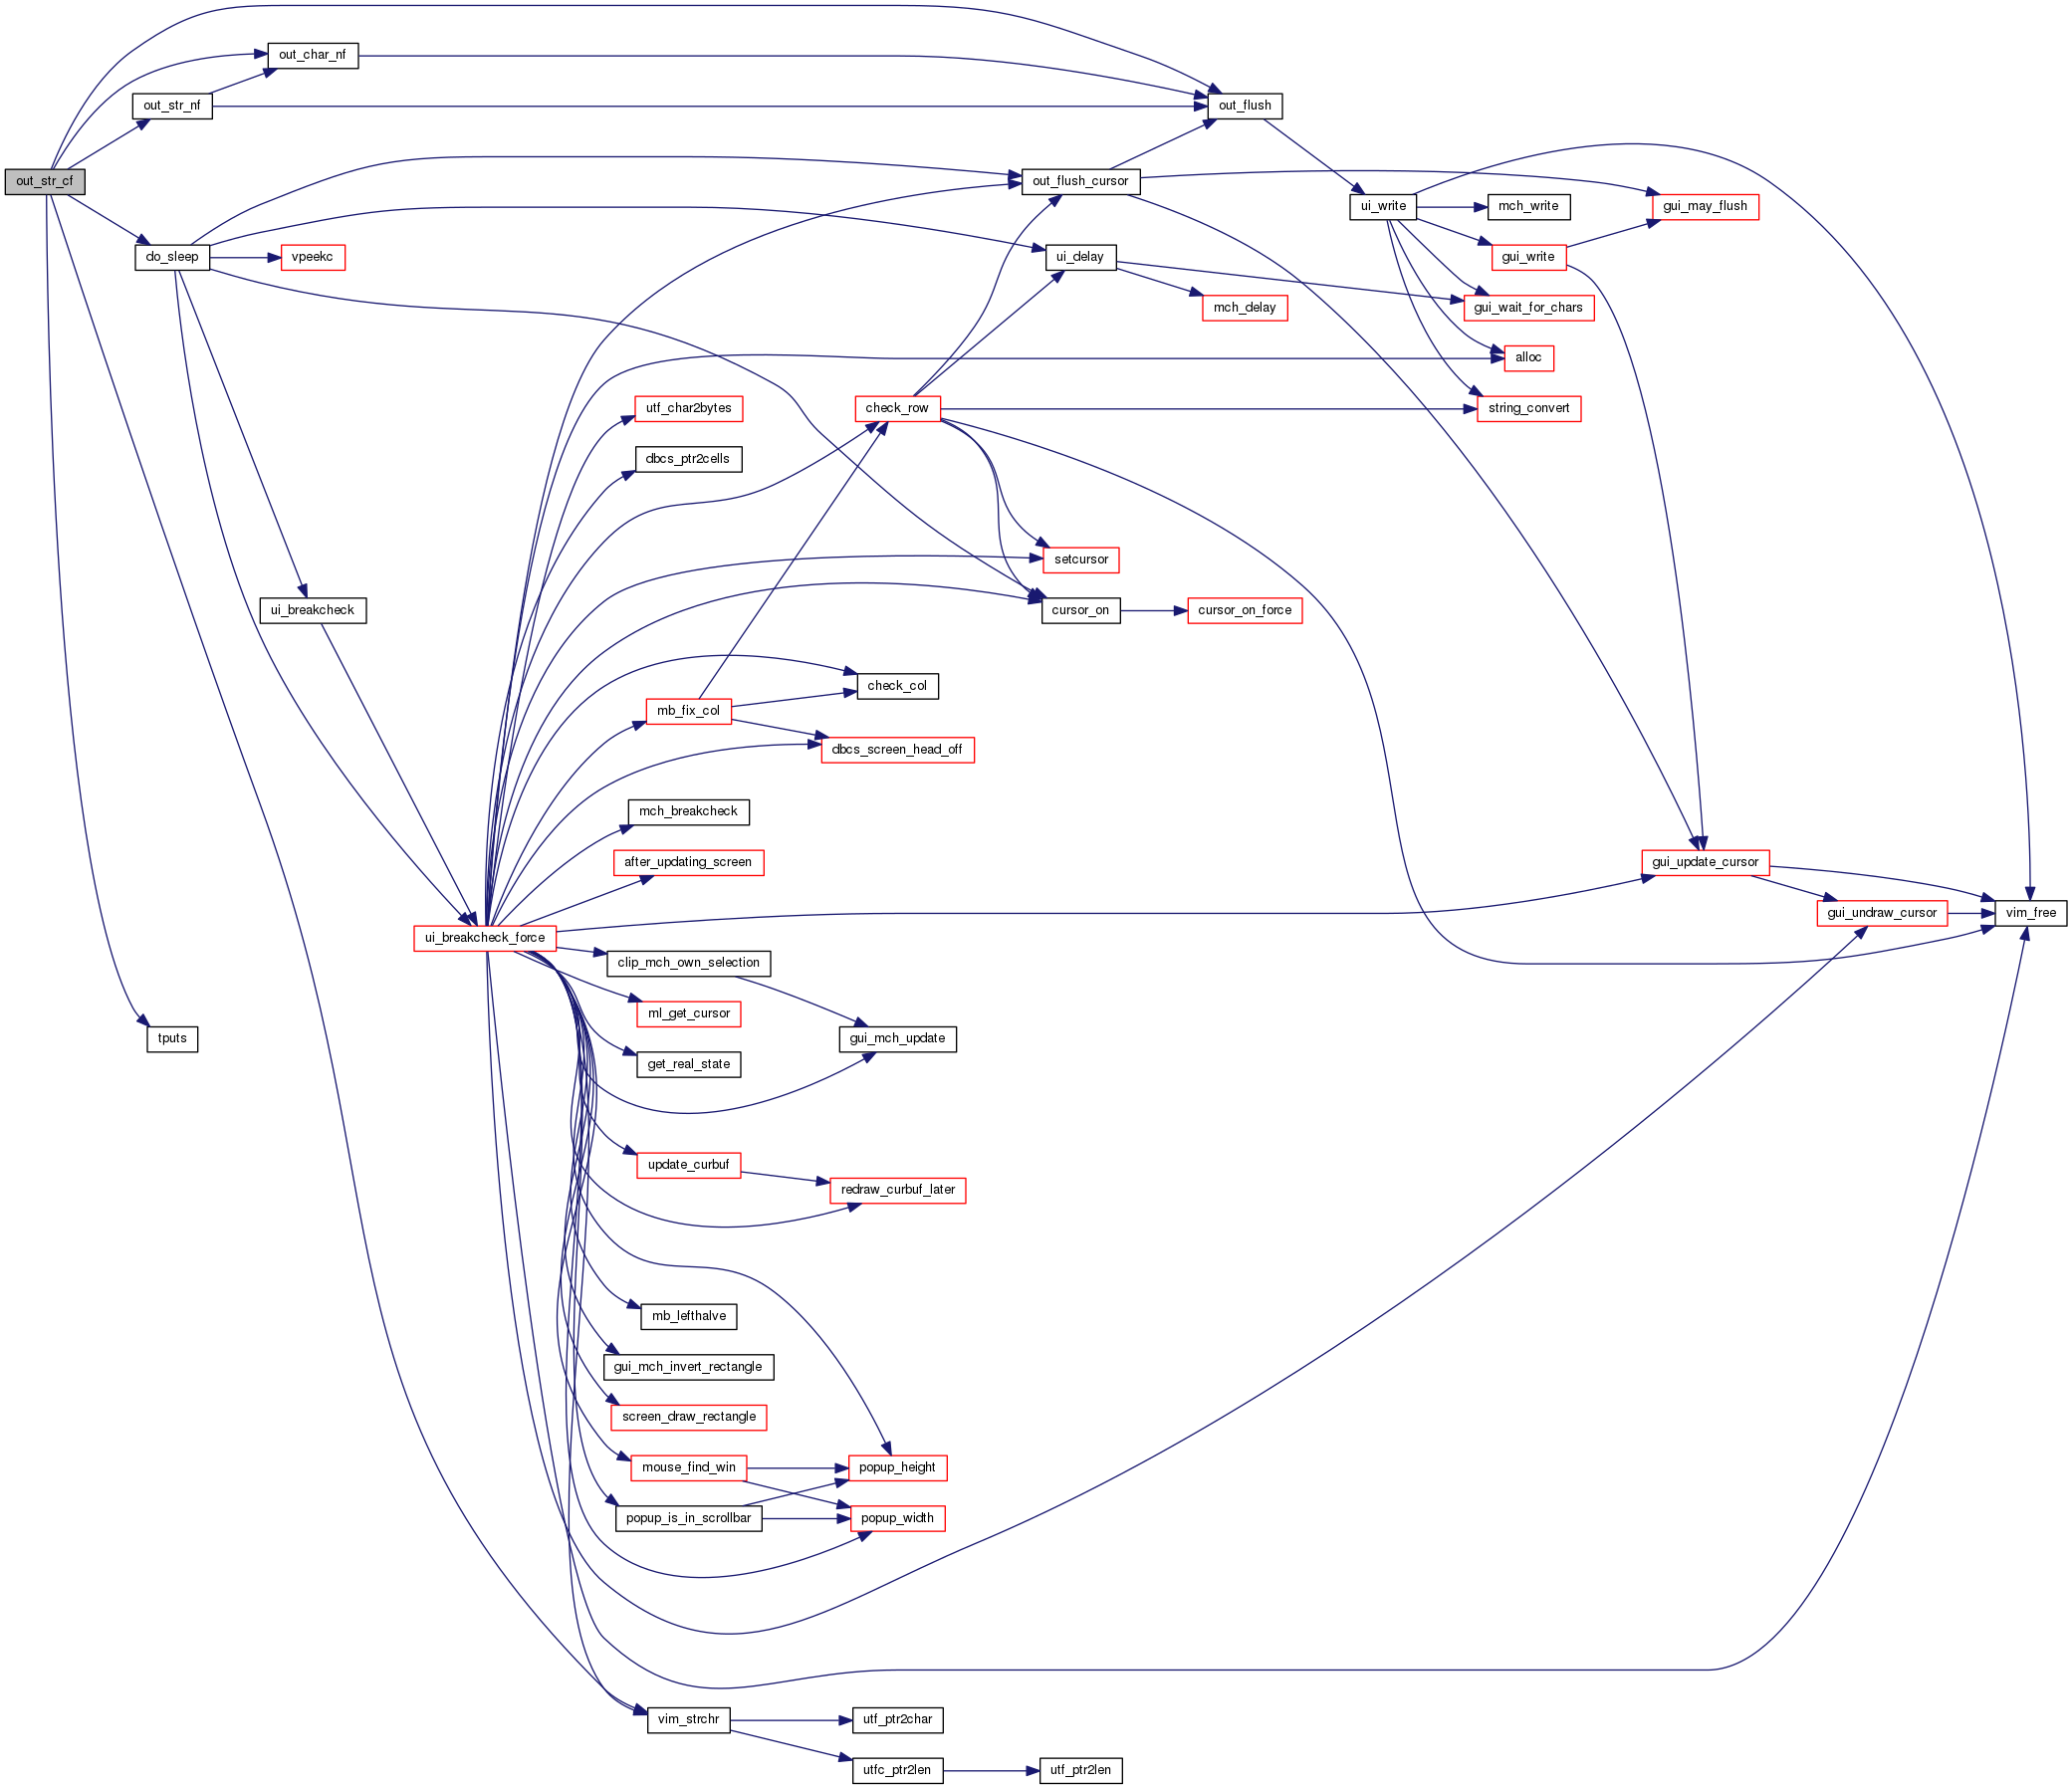 out_char_nf
out_str_nf
out_flush
out_str_cf
out_flush_cursor
ui_write
mch_write
gui_may_flush
do_sleep
vpeekc
ui_delay
gui_write
mch_delay
gui_wait_for_chars
alloc
utf_char2bytes
check_row
string_convert
dbcs_ptr2cells
setcursor
ui_breakcheck
cursor_on
cursor_on_force
check_col
mb_fix_col
dbcs_screen_head_off
mch_breakcheck
after_updating_screen
gui_update_cursor
gui_undraw_cursor
vim_free
ui_breakcheck_force
clip_mch_own_selection
ml_get_cursor
tputs
gui_mch_update
get_real_state
update_curbuf
redraw_curbuf_later
mb_lefthalve
gui_mch_invert_rectangle
screen_draw_rectangle
mouse_find_win
popup_height
popup_is_in_scrollbar
popup_width
vim_strchr
utf_ptr2char
utfc_ptr2len
utf_ptr2len